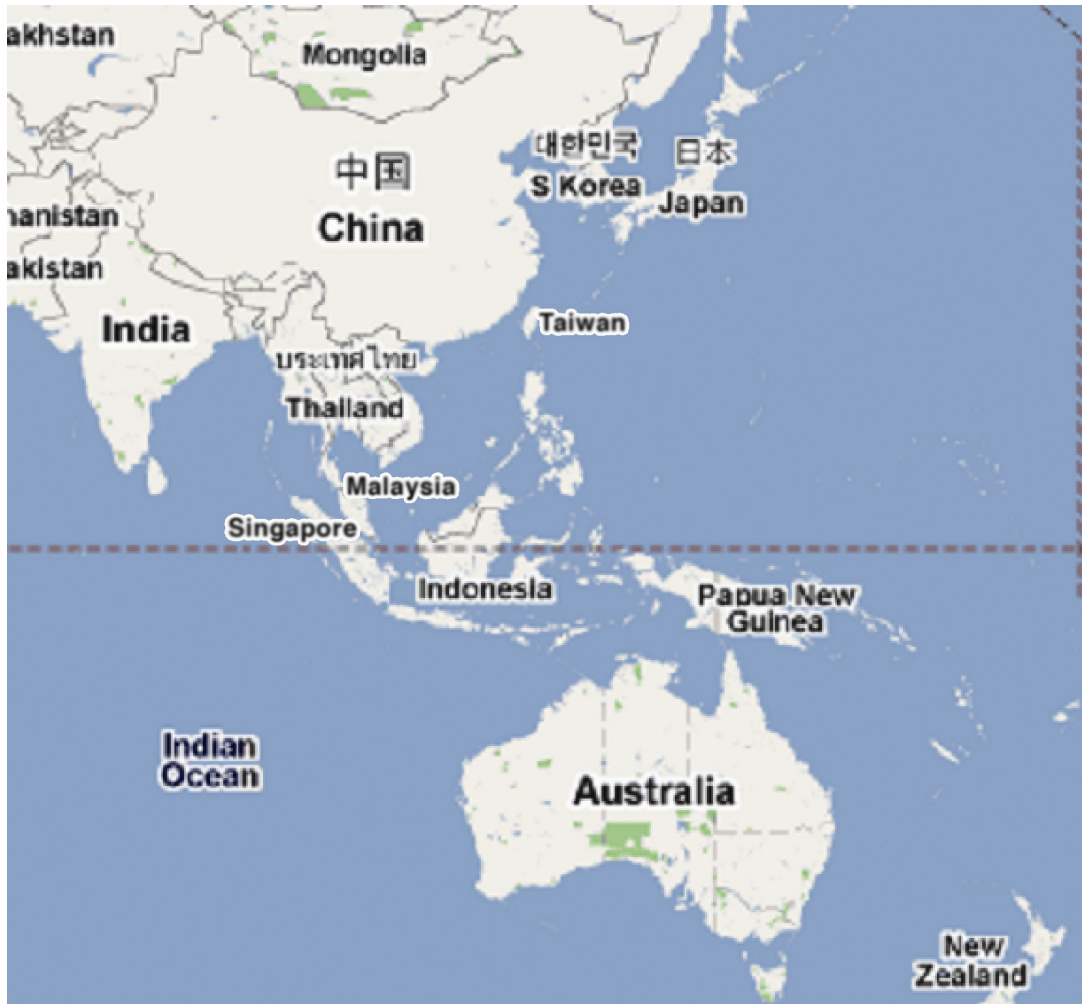 akhstan
Mongolia
대한민국
日本
中国
S Korea
Japan
hanistan
China
akistan
India
Taiwan
ประเทศไทย
Thailand
Malaysia
Singapore
Indonesia
Papua New
Guinea
Indian
Ocean
Australia
New
Zealand